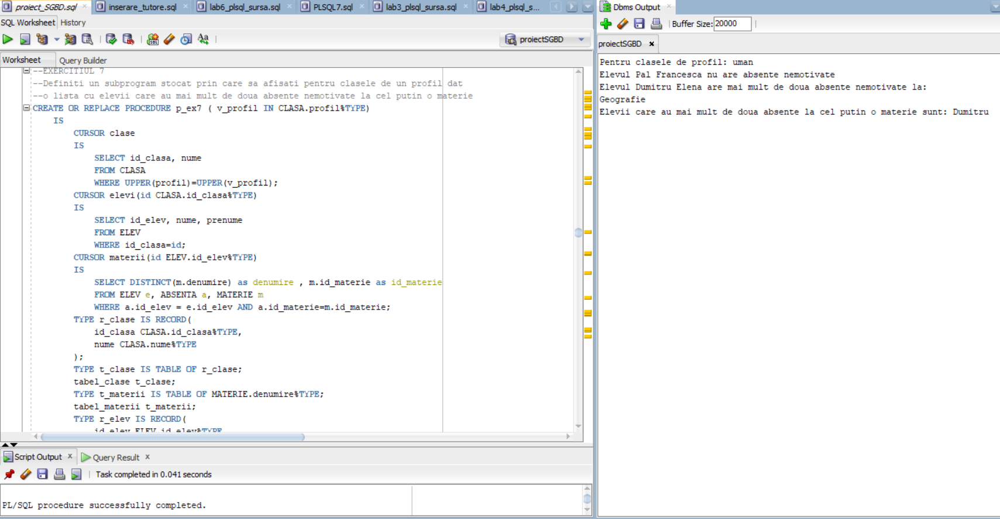 proiect_SGBD.sql inserare_tutore.sql lab6_plsql_sursa.sql PLSQL7.sql lab3_plsql_sursa.sql lab4_plsql_s...
SQL Worksheet History
proiectSGBD
Worksheet Query Builder
--EXERCITIUL 7
--Definiti un subprogram stocat prin care sa afisati pentru clasele de un profil dat
--o lista cu elevii care au mai mult de doua absente nemotivate la cel putin o materie
CREATE OR REPLACE PROCEDURE p_ex7 ( v_profil IN CLASA.profil%TYPE)
IS
CURSOR clase
IS
SELECT id_clasa, nume
FROM CLASA
WHERE UPPER(profil)=UPPER(v_profil);
CURSOR elevi(id CLASA.id_clasa%TYPE)
IS
SELECT id_elev, nume, prenume
FROM ELEV
WHERE id_clasa=id;
CURSOR materii(id ELEV.id_elev%TYPE)
IS
SELECT DISTINCT(m.denumire) as denumire , m.id_materie as id_materie
FROM ELEV e, ABSENTA a, MATERIE m
WHERE a.id_elev = e.id_elev AND a.id_materie=m.id_materie;
TYPE r_clase IS RECORD(
id_clasa CLASA.id_clasa%TYPE,
nume CLASA.nume%TYPE
);
TYPE t_clase IS TABLE OF r_clase;
tabel_clase t_clase;
TYPE t_materii IS TABLE OF MATERIE.denumire%TYPE;
tabel_materii t_materii;
TYPE r_elev IS RECORD(
id_elev ELEV.id_elev%TYPE
Script Output Query Result
Task completed in 0.041 seconds
PL/SQL procedure successfully completed.
Dbms Output
Buffer Size: 20000
proiectSGBD
Pentru clasele de profil: uman
Elevul Pal Francesca nu are absente nemotivate
Elevul Dumitru Elena are mai mult de doua absente nemotivate la:
Geografie
Elevii care au mai mult de doua absente la cel putin o materie sunt: Dumitru